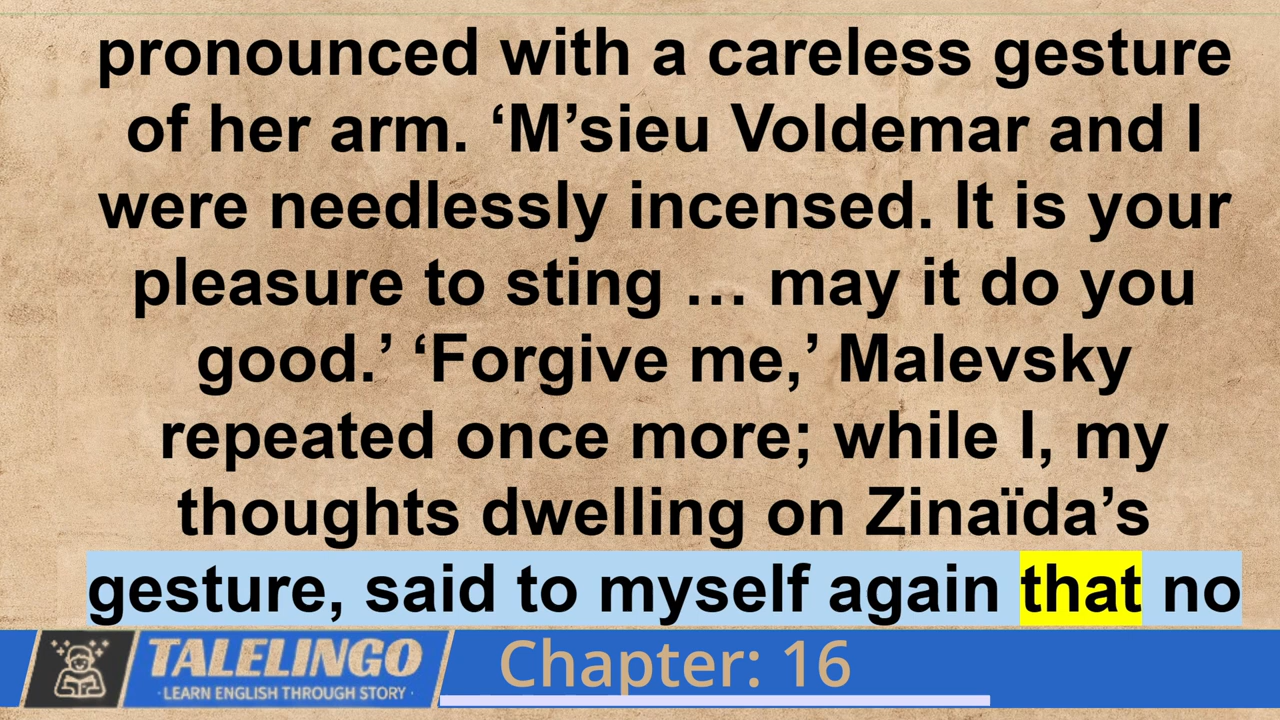 pronounced with a careless gesture
of her arm. ‘M’sieu Voldemar and I
were needlessly incensed. It is your
pleasure to sting … may it do you
good.’ ‘Forgive me,’ Malevsky
repeated once more; while I, my
thoughts dwelling on Zinaïda’s
gesture, said to myself again that no
TALELINGO
· LEARN ENGLISH THROUGH STORY ·
Chapter: 16